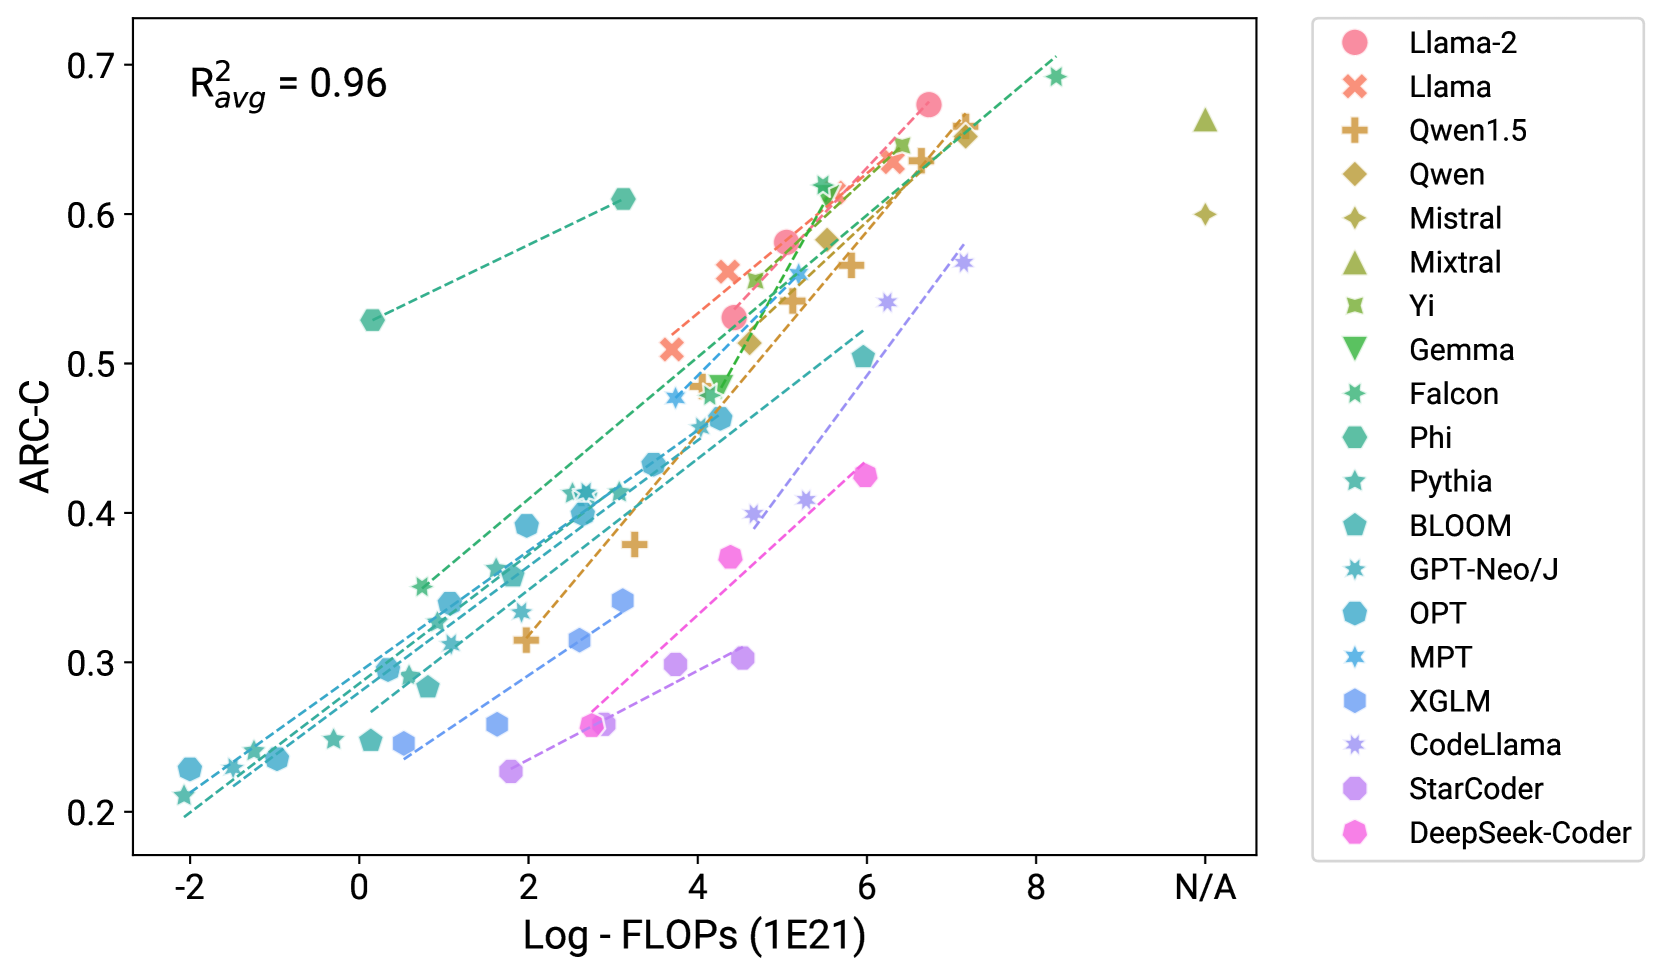 R²avg = 0.96
ARC-C
0.7
0.6
0.5
0.4
0.3
0.2
-2 0 2 4 6 8 N/A
Log - FLOPs (1E21)
Llama-2
Llama
Qwen1.5
Qwen
Mistral
Mixtral
Yi
Gemma
Falcon
Phi
Pythia
BLOOM
GPT-Neo/J
OPT
MPT
XGLM
CodeLlama
StarCoder
DeepSeek-Coder